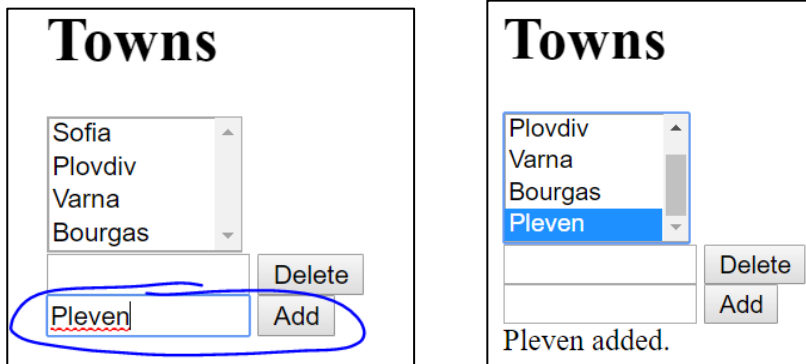 Towns
Sofia
Plovdiv
Varna
Bourgas
Delete
Pleven
Add
Towns
Plovdiv
Varna
Bourgas
Pleven
Delete
Add
Pleven added.